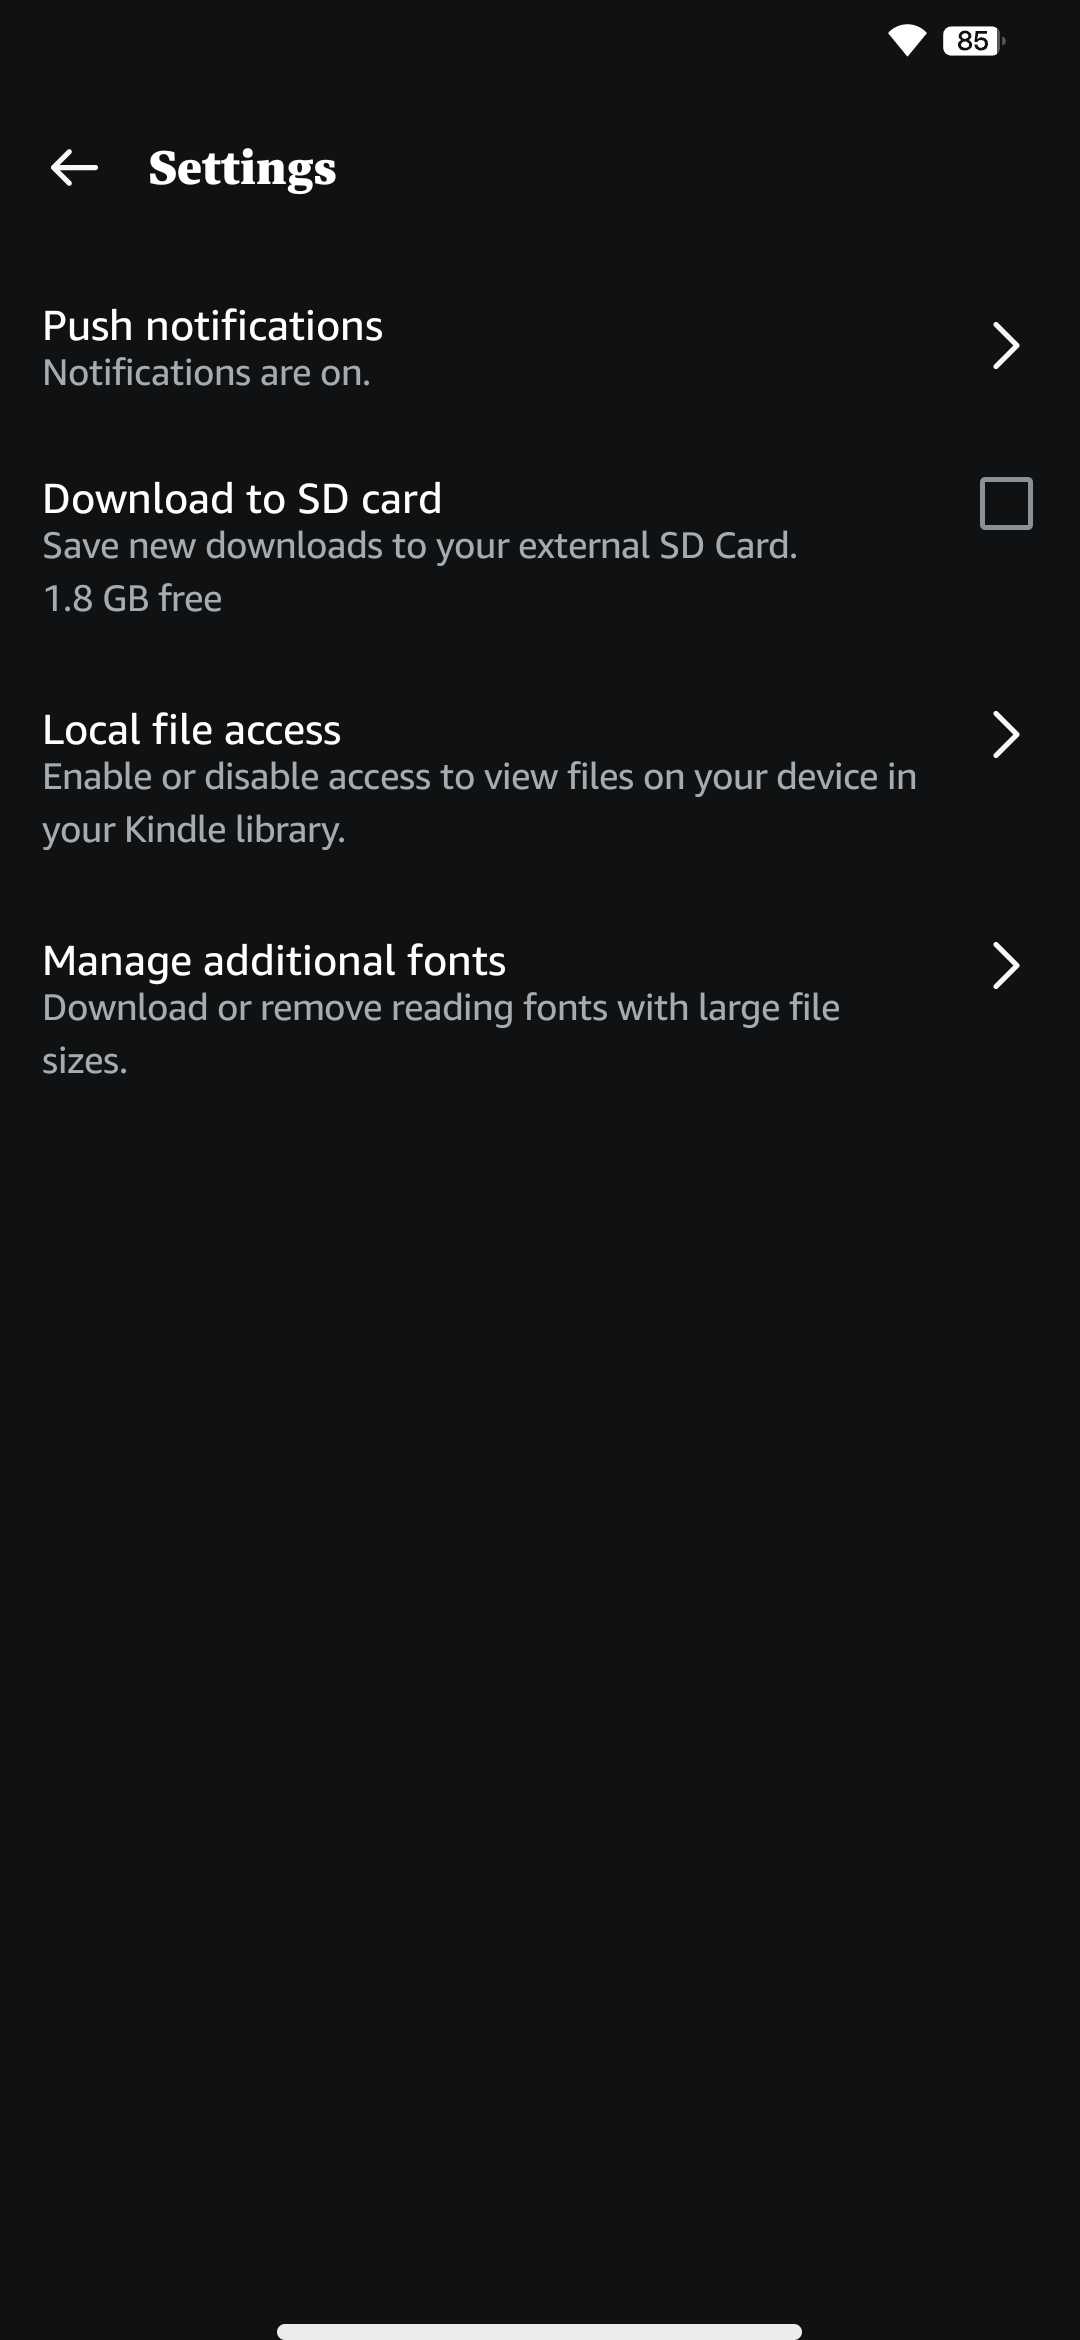 85
Settings
Push notifications
Notifications are on.
Download to SD card
Save new downloads to your external SD Card.
1.8 GB free
Local file access
Enable or disable access to view files on your device in
your Kindle library.
Manage additional fonts
Download or remove reading fonts with large file
sizes.